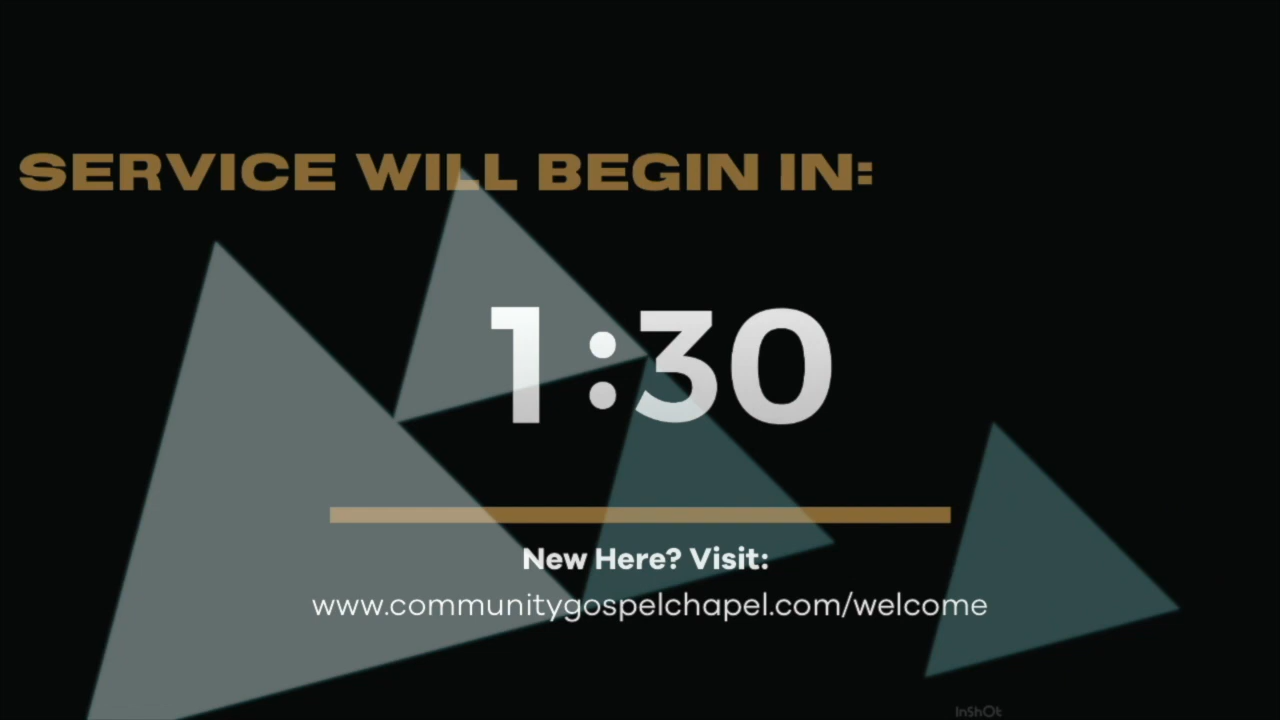 SERVICE WILL BEGIN IN:
1:30
New Here? Visit:
www.communitygospelchapel.com/welcome
InShOt